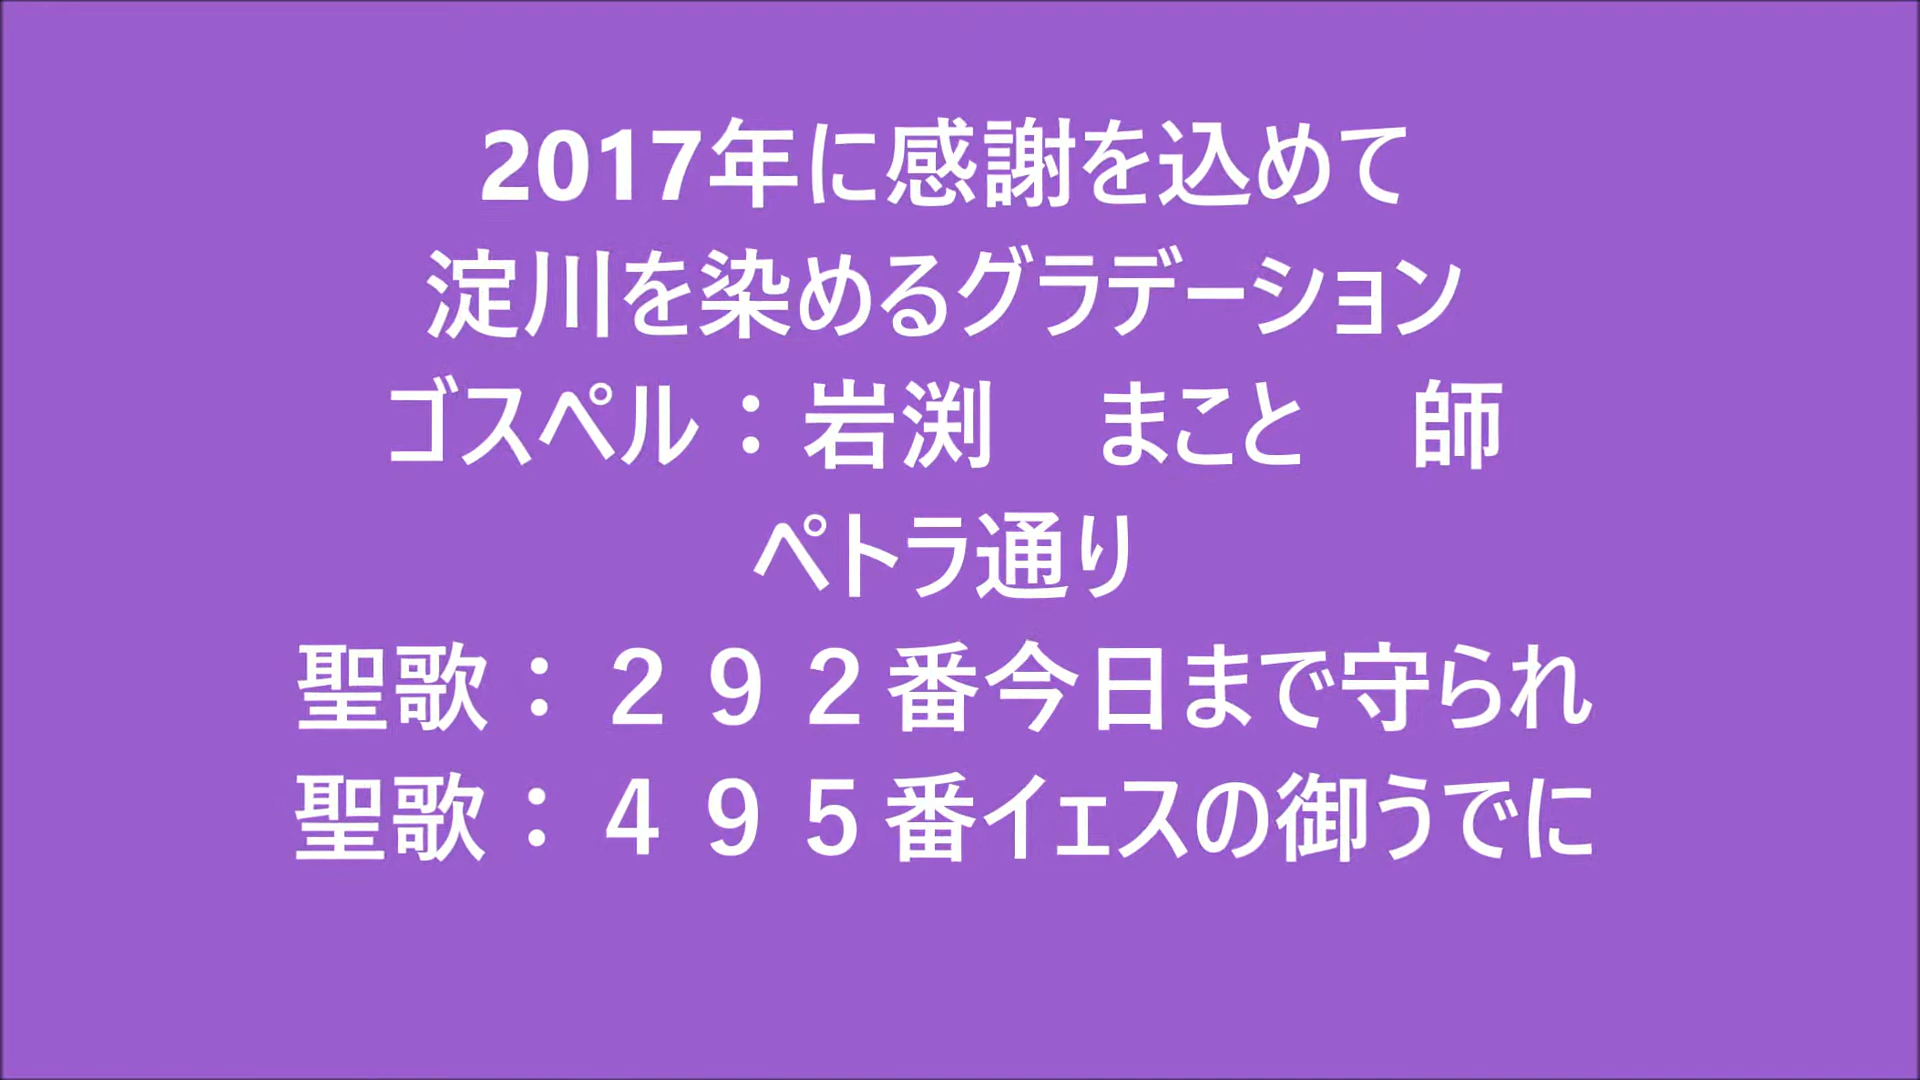 2017年に感謝を込めて
淀川を染めるグラデーション
ゴスペル：岩渕　まこと　師
ペトラ通り
聖歌：２９２番今日まで守られ
聖歌：４９５番イェスの御うでに